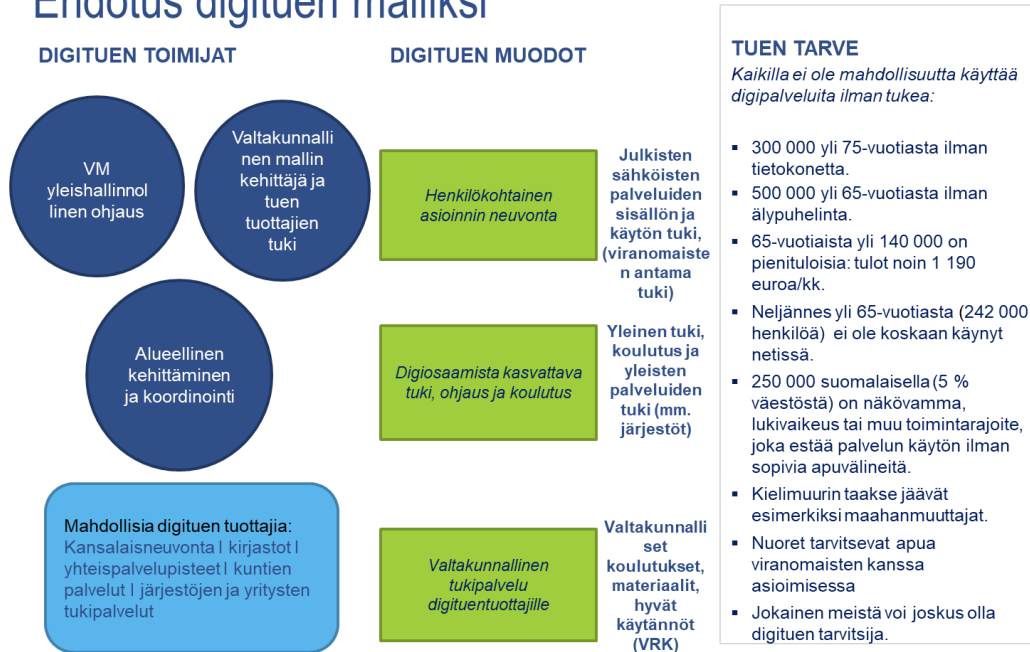 Ehdotus digituen malliksi
DIGITUEN TOIMIJAT
VM
yleishallinnol
linen ohjaus
Valtakunnalli
nen mallin
kehittäjä ja
tuen
tuottajien
tuki
Alueellinen
kehittäminen
ja koordinointi
Mahdollisia digituen tuottajia:
Kansalaisneuvonta l kirjastot l
yhteispalvelupisteet l kuntien
palvelut l järjestöjen ja yritysten
tukipalvelut
DIGITUEN MUODOT
Henkilökohtainen
asioinnin neuvonta
Julkisten
sähköisten
palveluiden
sisällön ja
käytön tuki,
(viranomaiste
n antama
tuki)
Digiosaamista kasvattava
tuki, ohjaus ja koulutus
Yleinen tuki,
koulutus ja
yleisten
palveluiden
tuki (mm.
järjestöt)
Valtakunnallinen
tukipalvelu
digituentuottajille
Valtakunnalli
set
koulutukset,
materiaalit,
hyvät
käytännöt
(VRK)
TUEN TARVE
Kaikilla ei ole mahdollisuutta käyttää
digipalveluita ilman tukea:
▪ 300 000 yli 75-vuotiasta ilman
tietokonetta.
▪ 500 000 yli 65-vuotiasta ilman
älypuhelinta.
▪ 65-vuotiaista yli 140 000 on
pienituloisia: tulot noin 1 190
euroa/kk.
▪ Neljännes yli 65-vuotiasta (242 000
henkilöä) ei ole koskaan käynyt
netissä.
▪ 250 000 suomalaisella (5 %
väestöstä) on näkövamma,
lukivaikeus tai muu toimintarajoite,
joka estää palvelun käytön ilman
sopivia apuvälineitä.
▪ Kielimuurin taakse jäävät
esimerkiksi maahanmuuttajat.
▪ Nuoret tarvitsevat apua
viranomaisten kanssa
asioimisessa
▪ Jokainen meistä voi joskus olla
digituen tarvitsija.